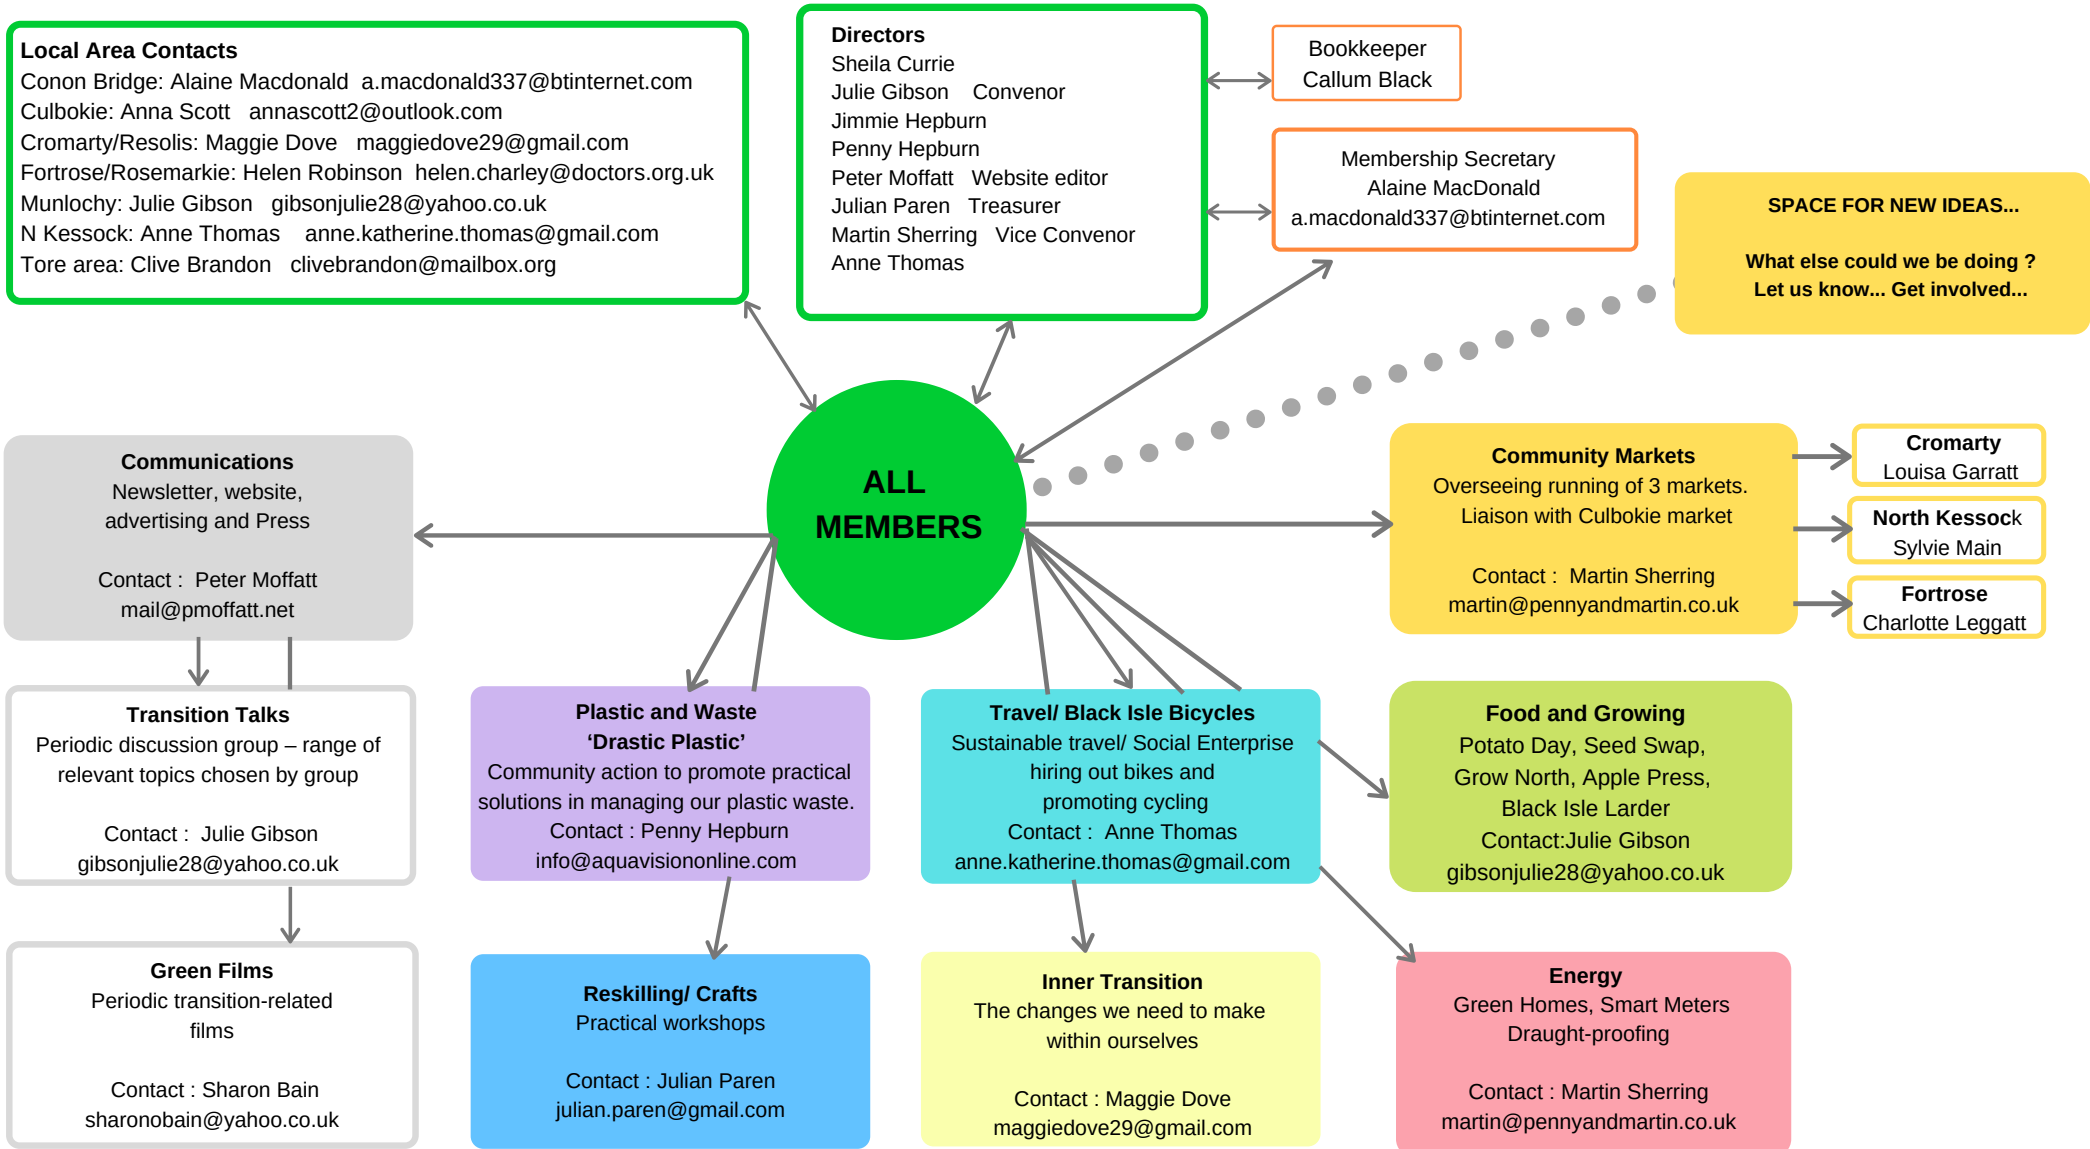 Local Area Contacts
Conon Bridge: Alaine Macdonald  a.macdonald337@btinternet.com
Culbokie: Anna Scott   annascott2@outlook.com
Cromarty/Resolis: Maggie Dove   maggiedove29@gmail.com
Fortrose/Rosemarkie: Helen Robinson  helen.charley@doctors.org.uk
Munlochy: Julie Gibson   gibsonjulie28@yahoo.co.uk
N Kessock: Anne Thomas    anne.katherine.thomas@gmail.com
Tore area: Clive Brandon   clivebrandon@mailbox.org
Directors
Sheila Currie
Julie Gibson    Convenor
Jimmie Hepburn
Penny Hepburn
Peter Moffatt   Website editor
Julian Paren   Treasurer
Martin Sherring   Vice Convenor
Anne Thomas
Bookkeeper
Callum Black
Membership Secretary
Alaine MacDonald
a.macdonald337@btinternet.com
SPACE FOR NEW IDEAS...
What else could we be doing ?
Let us know... Get involved...
ALL
MEMBERS
Communications
Newsletter, website,
advertising and Press
Contact :  Peter Moffatt
mail@pmoffatt.net
Community Markets
Overseeing running of 3 markets.
Liaison with Culbokie market
Contact :  Martin Sherring
martin@pennyandmartin.co.uk
Cromarty
Louisa Garratt
North Kessock
Sylvie Main
Fortrose
Charlotte Leggatt
Transition Talks
Periodic discussion group – range of
relevant topics chosen by group
Contact :  Julie Gibson
gibsonjulie28@yahoo.co.uk
Plastic and Waste
‘Drastic Plastic’
Community action to promote practical
solutions in managing our plastic waste.
Contact : Penny Hepburn
info@aquavisiononline.com
Travel/ Black Isle Bicycles
Sustainable travel/ Social Enterprise
hiring out bikes and
promoting cycling
Contact :  Anne Thomas
anne.katherine.thomas@gmail.com
Food and Growing
Potato Day, Seed Swap,
Grow North, Apple Press,
Black Isle Larder
Contact:Julie Gibson
gibsonjulie28@yahoo.co.uk
Green Films
Periodic transition-related
films
Contact : Sharon Bain
sharonobain@yahoo.co.uk
Reskilling/ Crafts
Practical workshops
Contact : Julian Paren
julian.paren@gmail.com
Inner Transition
The changes we need to make
within ourselves
Contact : Maggie Dove
maggiedove29@gmail.com
Energy
Green Homes, Smart Meters
Draught-proofing
Contact : Martin Sherring
martin@pennyandmartin.co.uk